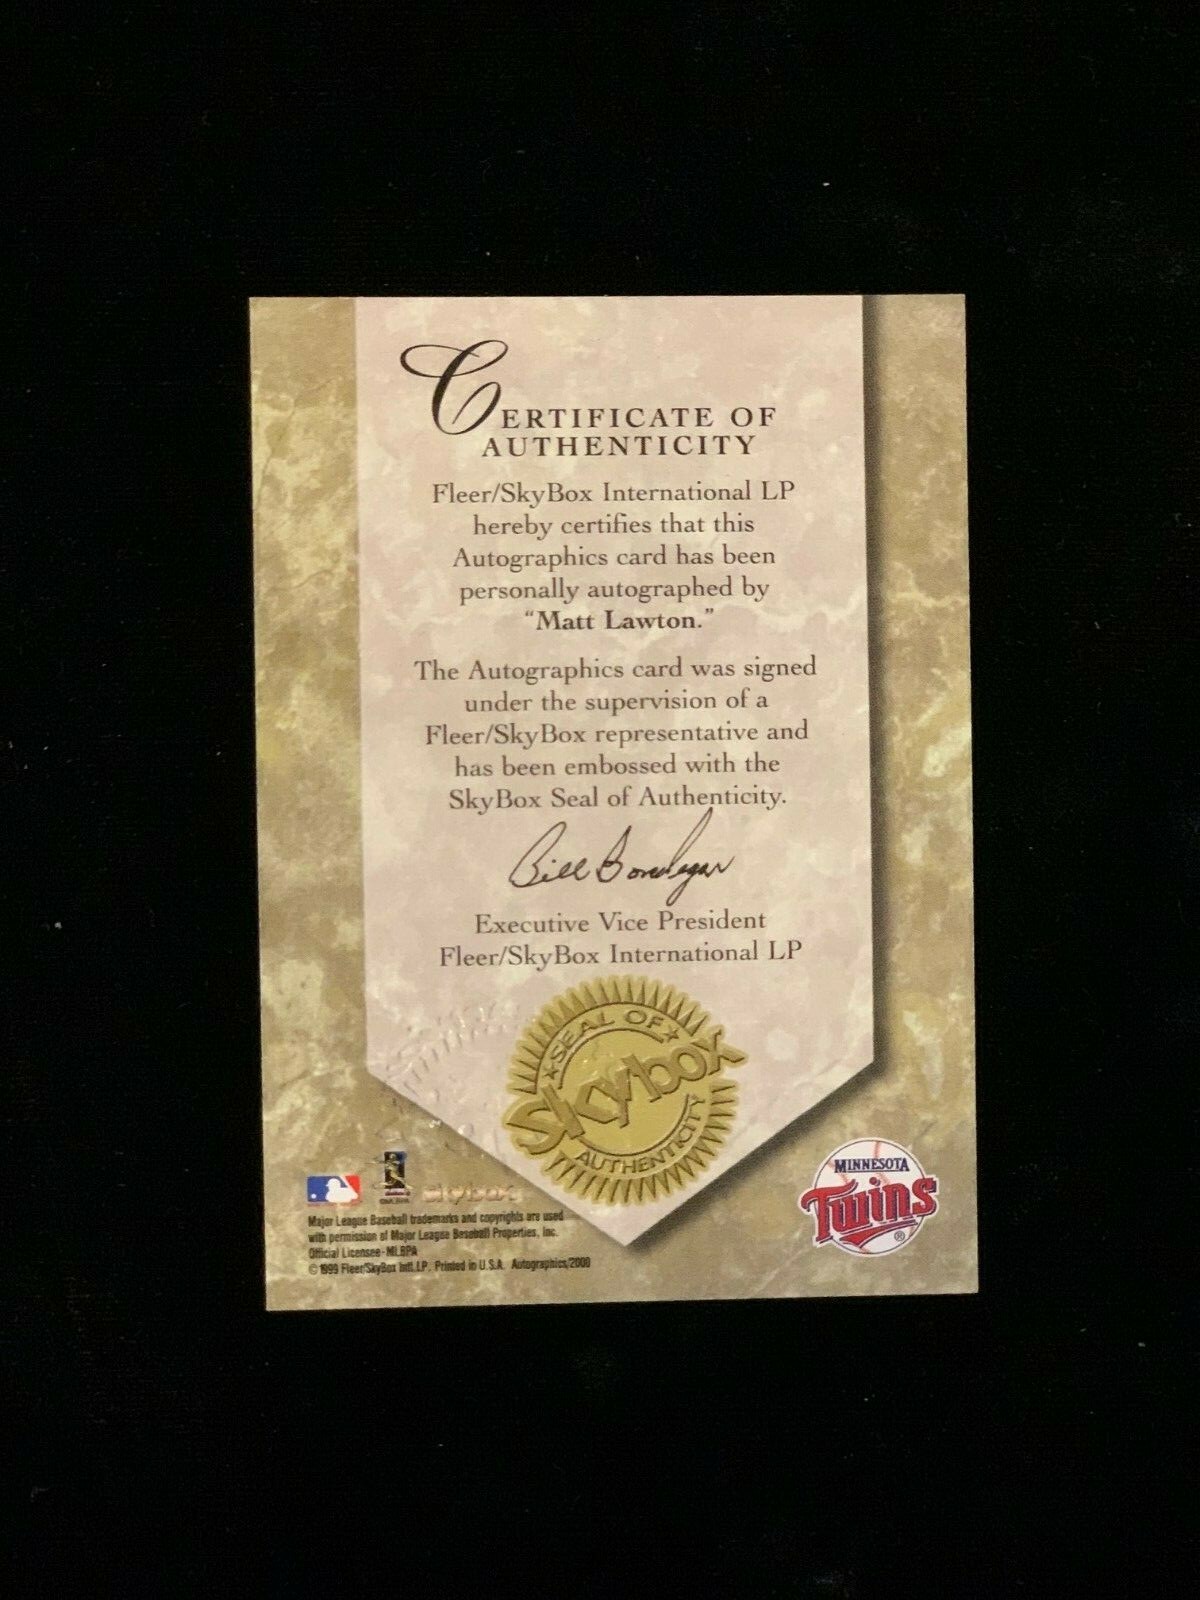 CERTIFICATE OF
AUTHENTICITY
Fleer/SkyBox International LP
hereby certifies that this
Autographics card has been
personally autographed by
“Matt Lawton.”
The Autographics card was signed
under the supervision of a
Fleer/SkyBox representative and
has been embossed with the
SkyBox Seal of Authenticity.
Executive Vice President
Fleer/SkyBox International LP
★SEAL OF★
Skybox
AUTHENTICITY
MINNESOTA
Twins
®
skybox
Major League Baseball trademarks and copyrights are used
with permission of Major League Baseball Properties, Inc.
Official Licensee-MLBPA
© 1999 Fleer/SkyBox Intl. LP. Printed in U.S.A. Autographics/2000